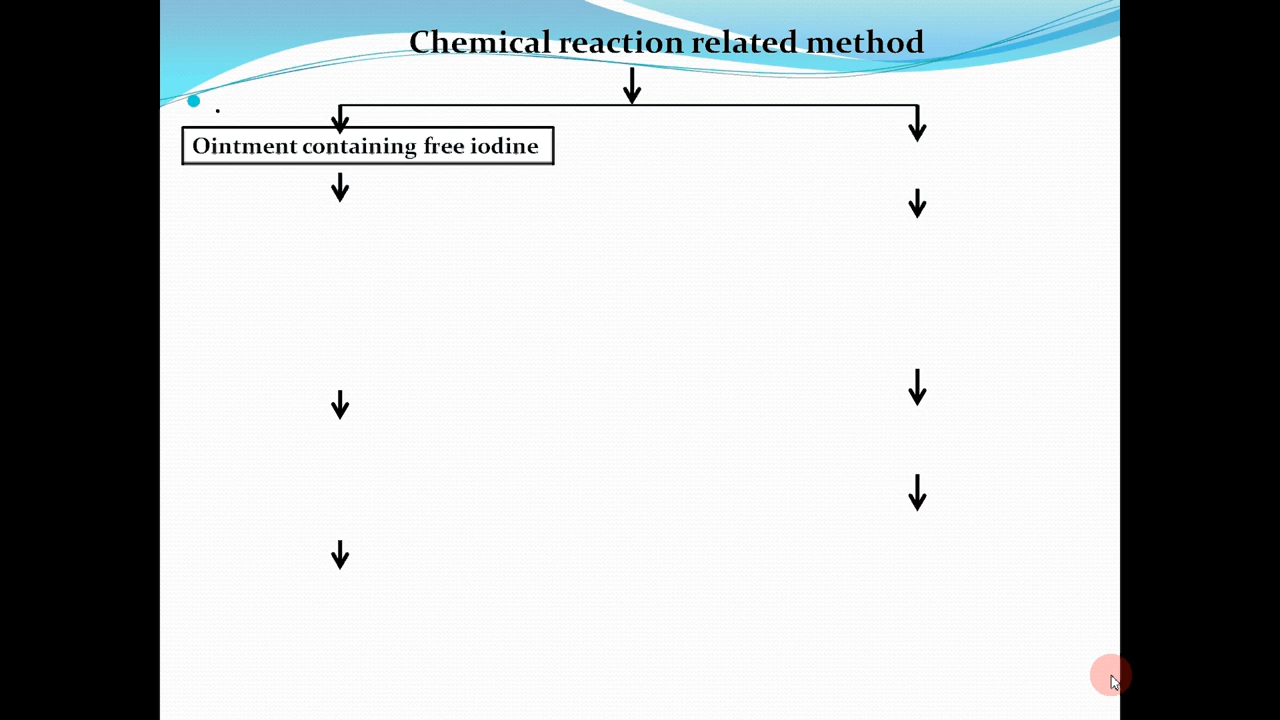 Chemical reaction related method
.
Ointment containing free iodine